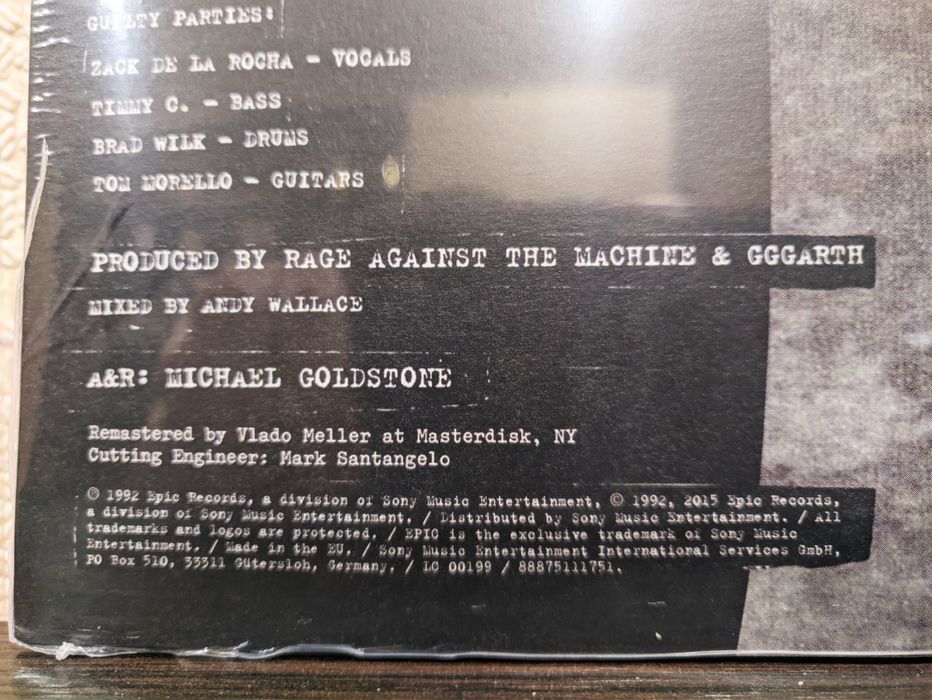 GUILTY PARTIES:
ZACK DE LA ROCHA - VOCALS
TIMMY C. - BASS
BRAD WILK - DRUMS
TOM MORELLO - GUITARS
PRODUCED BY RAGE AGAINST THE MACHINE & GGGARTH
MIXED BY ANDY WALLACE
A&R: MICHAEL GOLDSTONE
Remastered by Vlado Meller at Masterdisk, NY
Cutting Engineer: Mark Santangelo
℗ 1992 Epic Records, a division of Sony Music Entertainment, © 1992, 2015 Epic Records,
a division of Sony Music Entertainment. / Distributed by Sony Music Entertainment. / All
trademarks and logos are protected. / EPIC is the exclusive trademark of Sony Music
Entertainment. / Made in the EU. / Sony Music Entertainment International Services GmbH,
PO Box 510, 33311 Gütersloh, Germany. / LC 00199 / 88875111751.